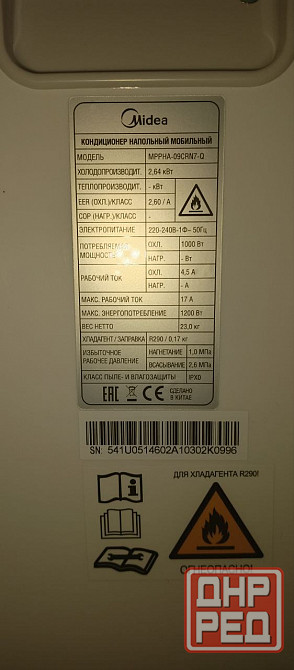 Midea
КОНДИЦИОНЕР НАПОЛЬНЫЙ МОБИЛЬНЫЙ
МОДЕЛЬ MPPHA-09CRN7-Q
ХОЛОДОПРОИЗВОДИТ. 2,64 кВт
ТЕПЛОПРОИЗВОДИТ. - кВт
EER (ОХЛ.)/КЛАСС 2,60 / A
COP (НАГР.)/КЛАСС -
ЭЛЕКТРОПИТАНИЕ 220-240В-1Ф~ 50Гц
ПОТРЕБЛЯЕМАЯ МОЩНОСТЬ ОХЛ. 1000 Вт
НАГР. - Вт
РАБОЧИЙ ТОК ОХЛ. 4,5 А
НАГР. - А
МАКС. РАБОЧИЙ ТОК 17 А
МАКС. ЭНЕРГОПОТРЕБЛЕНИЕ 1200 Вт
ВЕС НЕТТО 23,0 кг
ХЛАДАГЕНТ / ЗАПРАВКА R290 / 0,17 кг
ИЗБЫТОЧНОЕ РАБОЧЕЕ ДАВЛЕНИЕ НАГНЕТАНИЕ 1,0 МПа
ВСАСЫВАНИЕ 2,6 МПа
КЛАСС ПЫЛЕ- И ВЛАГОЗАЩИТЫ IPX0
EAC CE СДЕЛАНО
В КИТАЕ
SN: 541U0514602A10302K0996
ДЛЯ ХЛАДАГЕНТА R290!
ОГНЕОПАСНО!
ДНР
РЕД